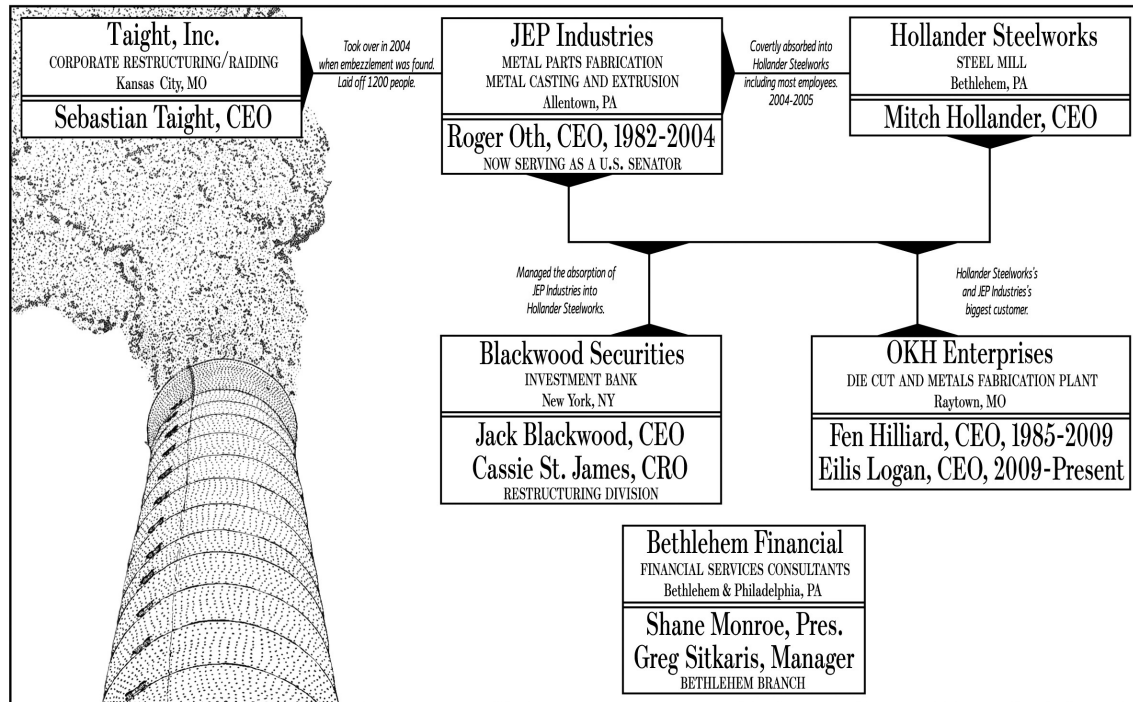 Taight, Inc.
CORPORATE RESTRUCTURING/RAIDING
Kansas City, MO
Sebastian Taight, CEO
Took over in 2004
when embezzlement was found.
Laid off 1200 people.
JEP Industries
METAL PARTS FABRICATION
METAL CASTING AND EXTRUSION
Allentown, PA
Roger Oth, CEO, 1982-2004
NOW SERVING AS A U.S. SENATOR
Covertly absorbed into
Hollander Steelworks
including most employees.
2004-2005
Hollander Steelworks
STEEL MILL
Bethlehem, PA
Mitch Hollander, CEO
Managed the absorption of
JEP Industries into
Hollander Steelworks.
Hollander Steelworks's
and JEP Industries's
biggest customer.
Blackwood Securities
INVESTMENT BANK
New York, NY
Jack Blackwood, CEO
Cassie St. James, CRO
RESTRUCTURING DIVISION
OKH Enterprises
DIE CUT AND METALS FABRICATION PLANT
Raytown, MO
Fen Hilliard, CEO, 1985-2009
Eilis Logan, CEO, 2009-Present
Bethlehem Financial
FINANCIAL SERVICES CONSULTANTS
Bethlehem & Philadelphia, PA
Shane Monroe, Pres.
Greg Sitkaris, Manager
BETHLEHEM BRANCH